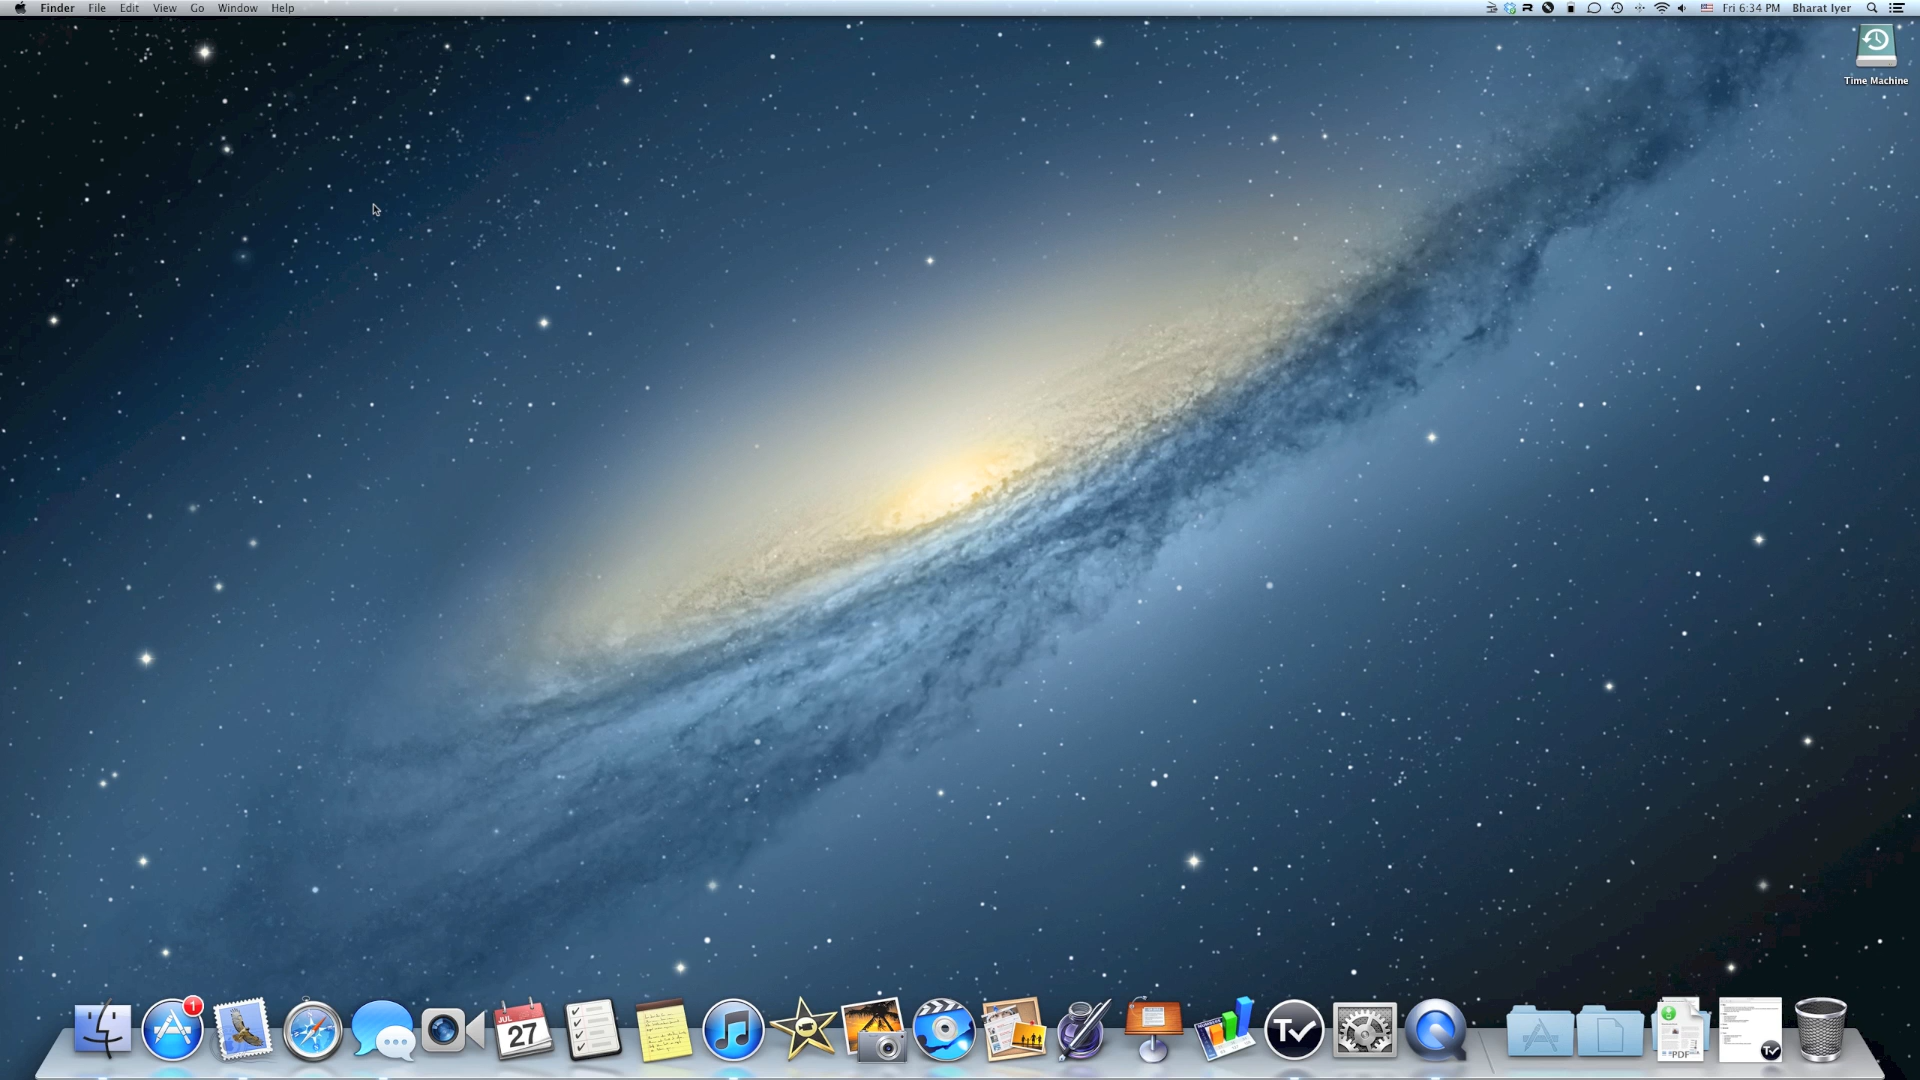 Finder File Edit View Go Window Help Fri 6:34 PM Bharat Iyer
Time Machine
1
JUL
27
PDF